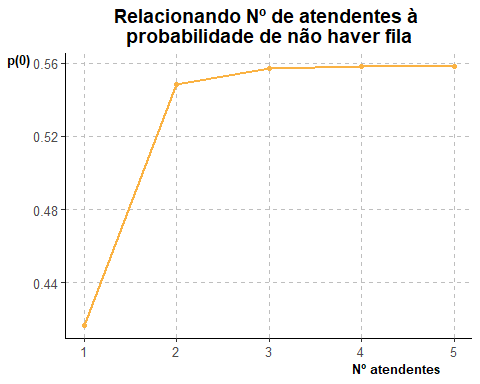 Relacionando Nº de atendentes à
probabilidade de não haver fila
p(0)
0.56
0.52
0.48
0.44
1 2 3 4 5
Nº atendentes